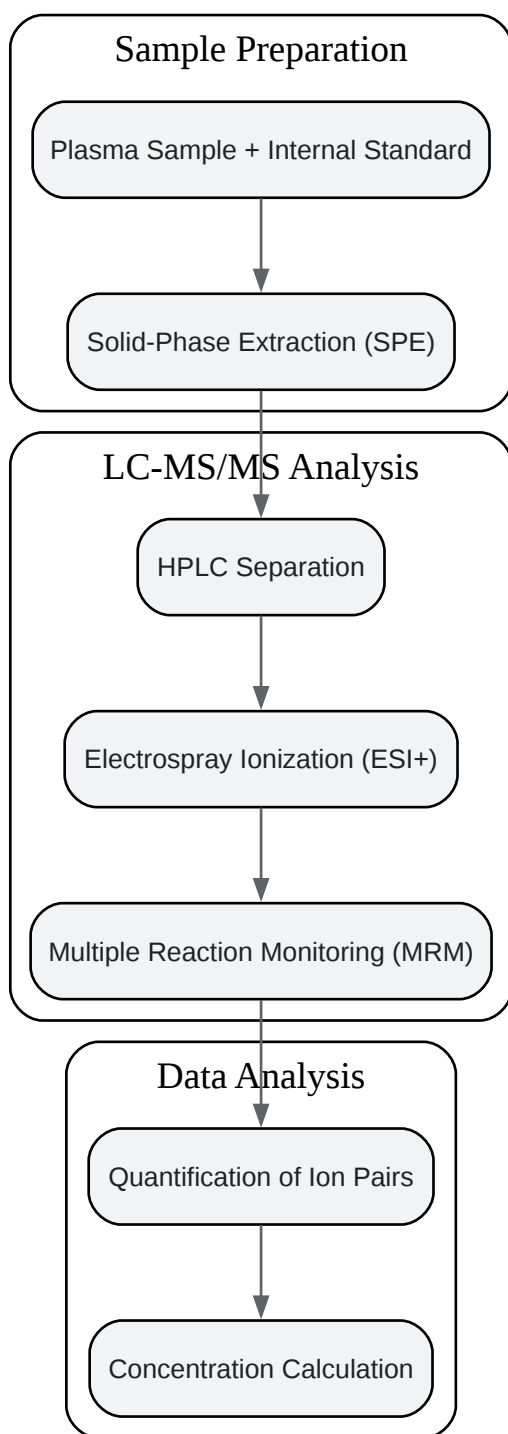 Sample Preparation
Plasma Sample + Internal Standard
Solid-Phase Extraction (SPE)
LC-MS/MS Analysis
HPLC Separation
Electrospray Ionization (ESI+)
Multiple Reaction Monitoring (MRM)
Data Analysis
Quantification of Ion Pairs
Concentration Calculation